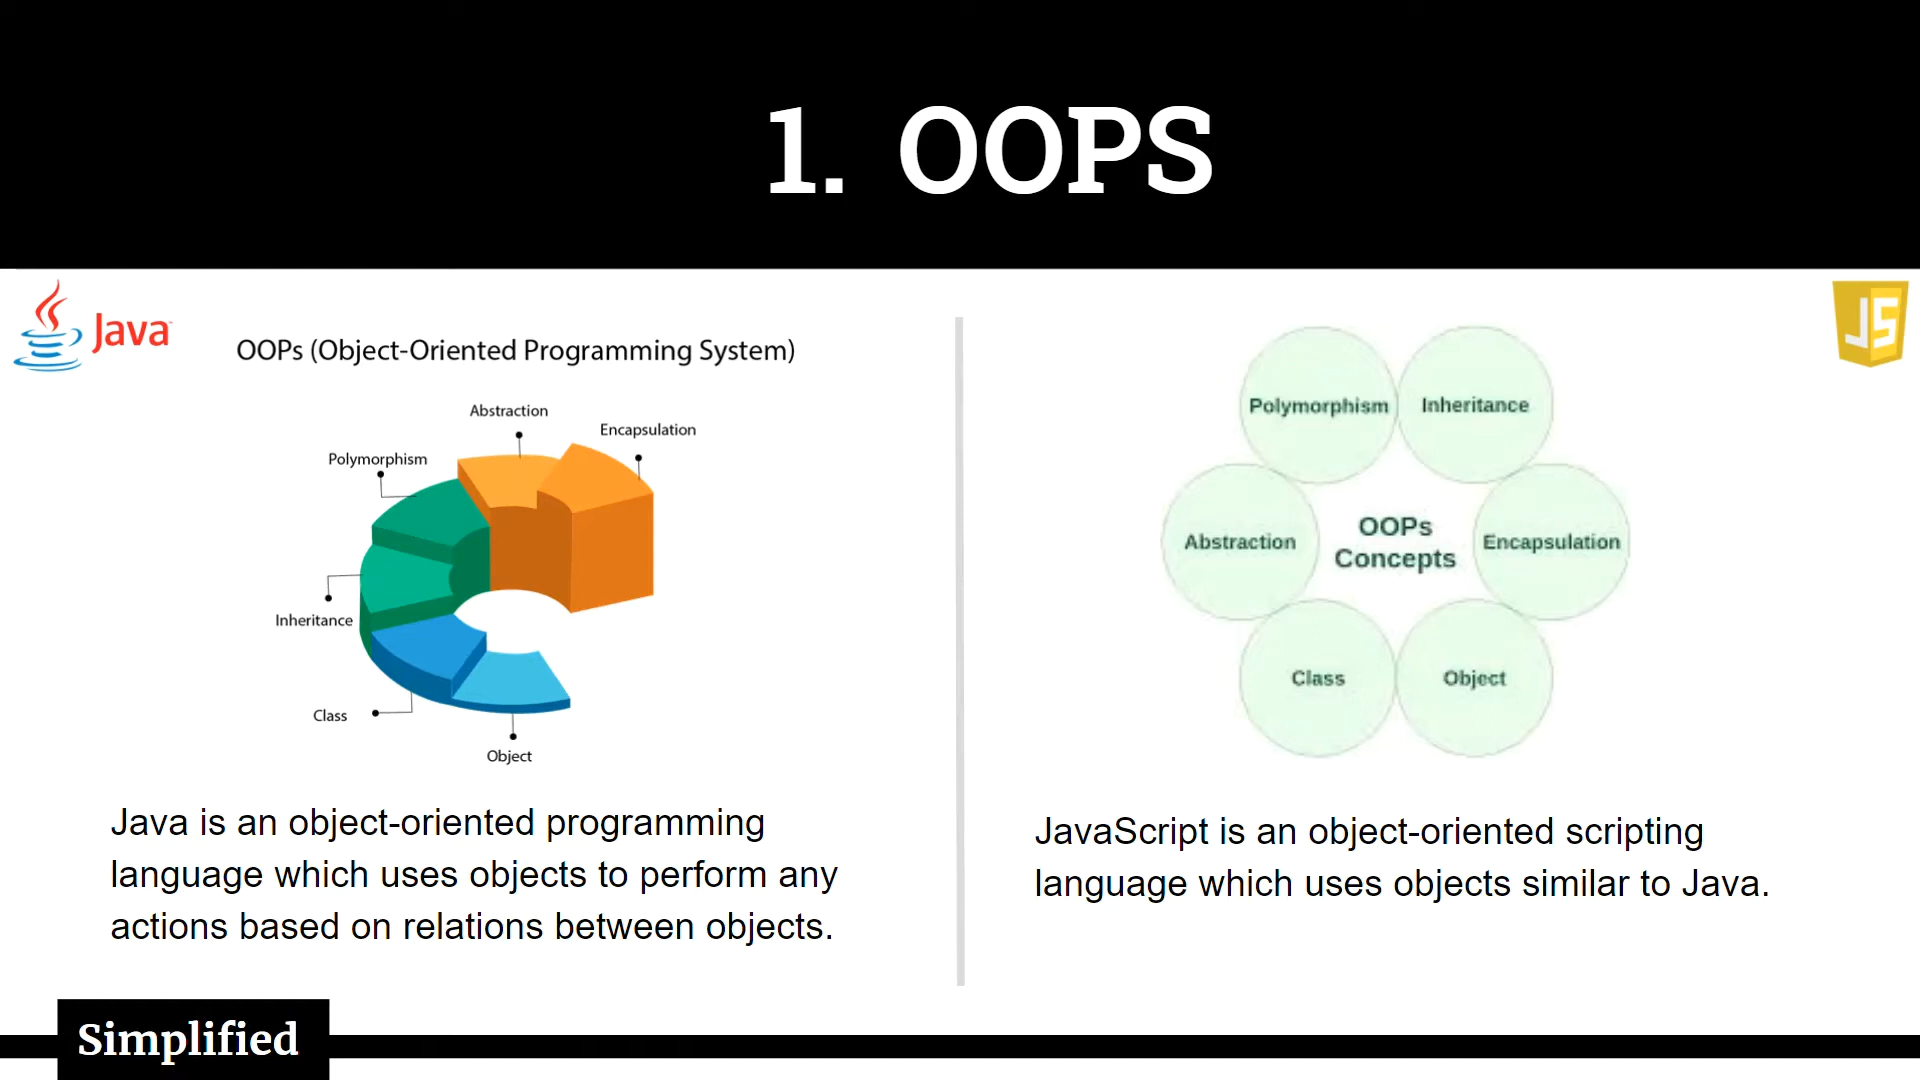 1. OOPS
Java
OOPs (Object-Oriented Programming System)
Abstraction
Encapsulation
Polymorphism
Inheritance
Class
Object
Java is an object-oriented programming
language which uses objects to perform any
actions based on relations between objects.
JS
Polymorphism
Inheritance
Abstraction
OOPs
Concepts
Encapsulation
Class
Object
JavaScript is an object-oriented scripting
language which uses objects similar to Java.
Simplified